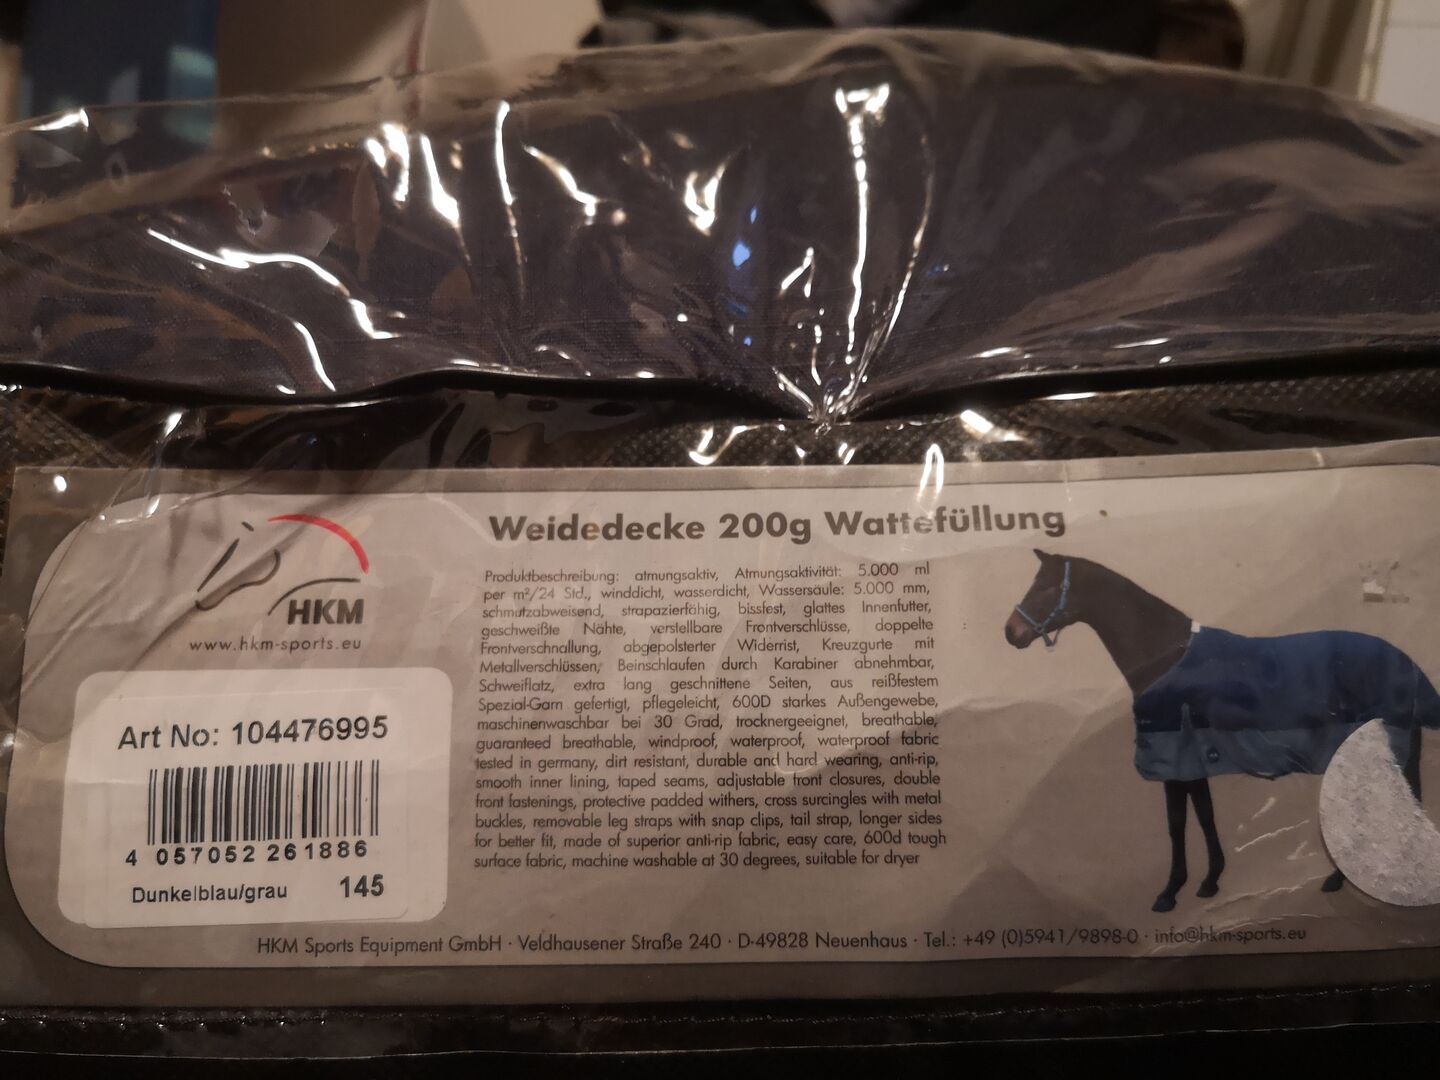 Weidedecke 200g Wattefüllung
HKM
www.hkm-sports.eu
Produktbeschreibung: atmungsaktiv, Atmungsaktivität: 5.000 ml
per m²/24 Std., winddicht, wasserdicht, Wassersäule: 5.000 mm,
schmutzabweisend, strapazierfähig, bissfest, glattes Innenfutter,
geschweißte Nähte, verstellbare Frontverschlüsse, doppelte
Frontverschnallung, abgepolsterter Widerrist, Kreuzgurte mit
Metallverschlüssen, Beinschlaufen durch Karabiner abnehmbar,
Schweiflatz, extra lang geschnittene Seiten, aus reißfestem
Spezial-Garn gefertigt, pflegeleicht, 600D starkes Außengewebe,
maschinenwaschbar bei 30 Grad, trocknergeeignet, breathable,
guaranteed breathable, windproof, waterproof, waterproof fabric
tested in germany, dirt resistant, durable and hard wearing, anti-rip,
smooth inner lining, taped seams, adjustable front closures, double
front fastenings, protective padded withers, cross surcingles with metal
buckles, removable leg straps with snap clips, tail strap, longer sides
for better fit, made of superior anti-rip fabric, easy care, 600d tough
surface fabric, machine washable at 30 degrees, suitable for dryer
Art No: 104476995
4 057052 261886
Dunkelblau/grau 145
HKM Sports Equipment GmbH · Veldhausener Straße 240 · D-49828 Neuenhaus · Tel.: +49 (0)5941/9898-0 · info@hkm-sports.eu